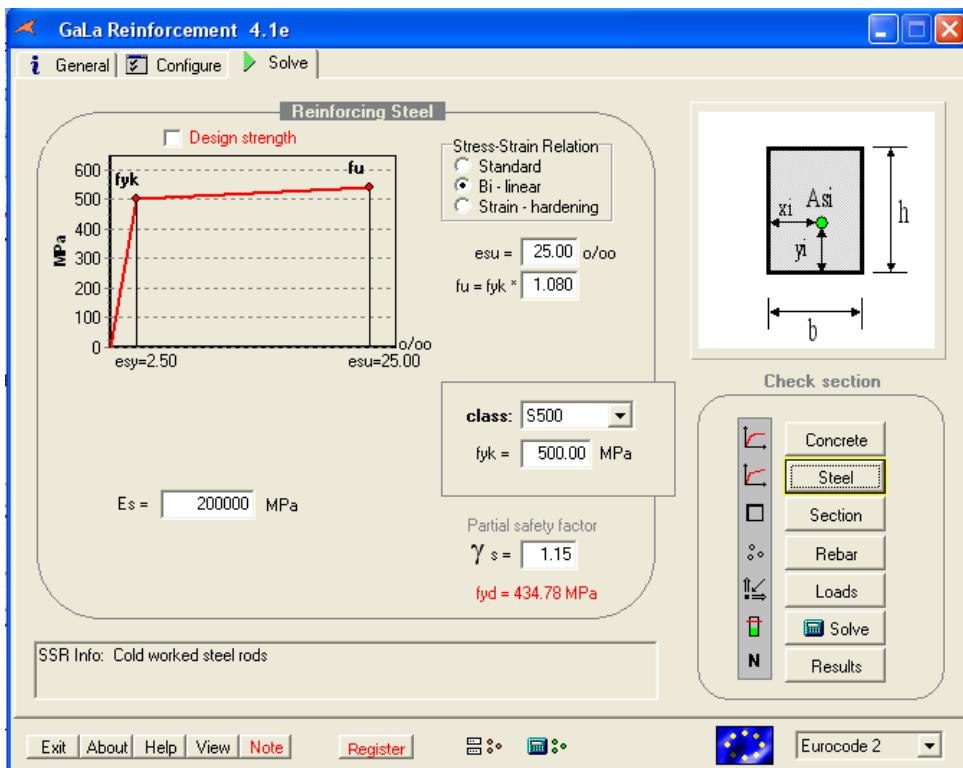 GaLa Reinforcement 4.1e
General Configure Solve
Reinforcing Steel
Design strength
600
500
400
300
200
100
0
MPa
fyk
fu
o/oo
esy=2.50
esu=25.00
Stress-Strain Relation
Standard
Bi - linear
Strain - hardening
esu = 25.00 o/oo
fu = fyk * 1.080
class: S500
fyk = 500.00 MPa
Es = 200000 MPa
Partial safety factor
γ s = 1.15
fyd = 434.78 MPa
SSR Info: Cold worked steel rods
xi
Asi
yi
h
b
Check section
Concrete
Steel
Section
Rebar
Loads
Solve
N
Results
Exit About Help View Note Register Eurocode 2